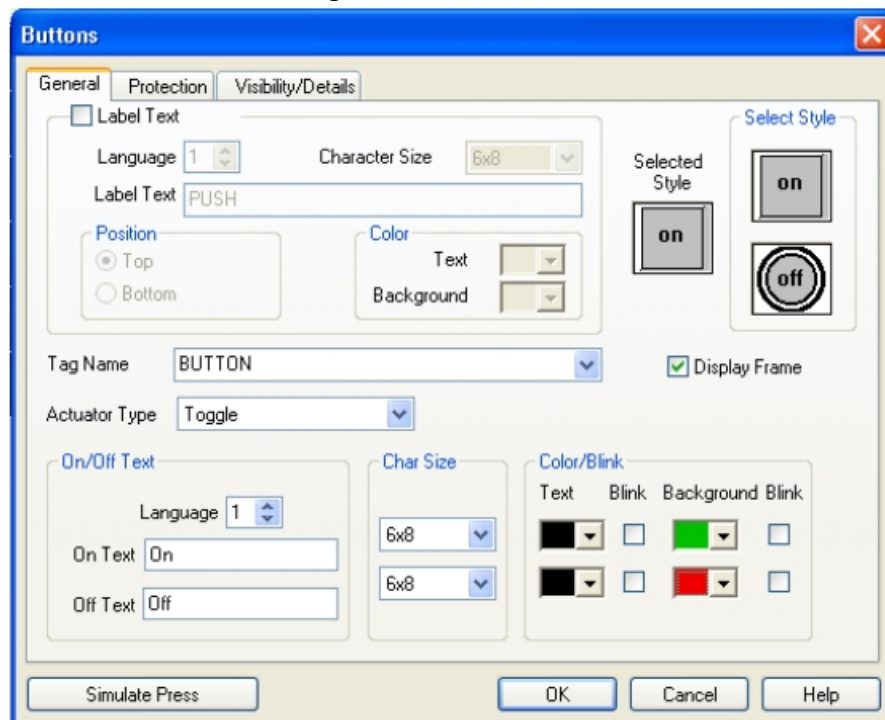 Buttons
General Protection Visibility/Details
Label Text
Language 1 Character Size 6x8
Label Text PUSH
Position
Top
Bottom
Color
Text
Background
Selected
Style
on
Select Style
on
off
Tag Name BUTTON
Display Frame
Actuator Type Toggle
On/Off Text
Language 1
On Text On
Off Text Off
Char Size
6x8
6x8
Color/Blink
Text Blink Background Blink
Simulate Press OK Cancel Help